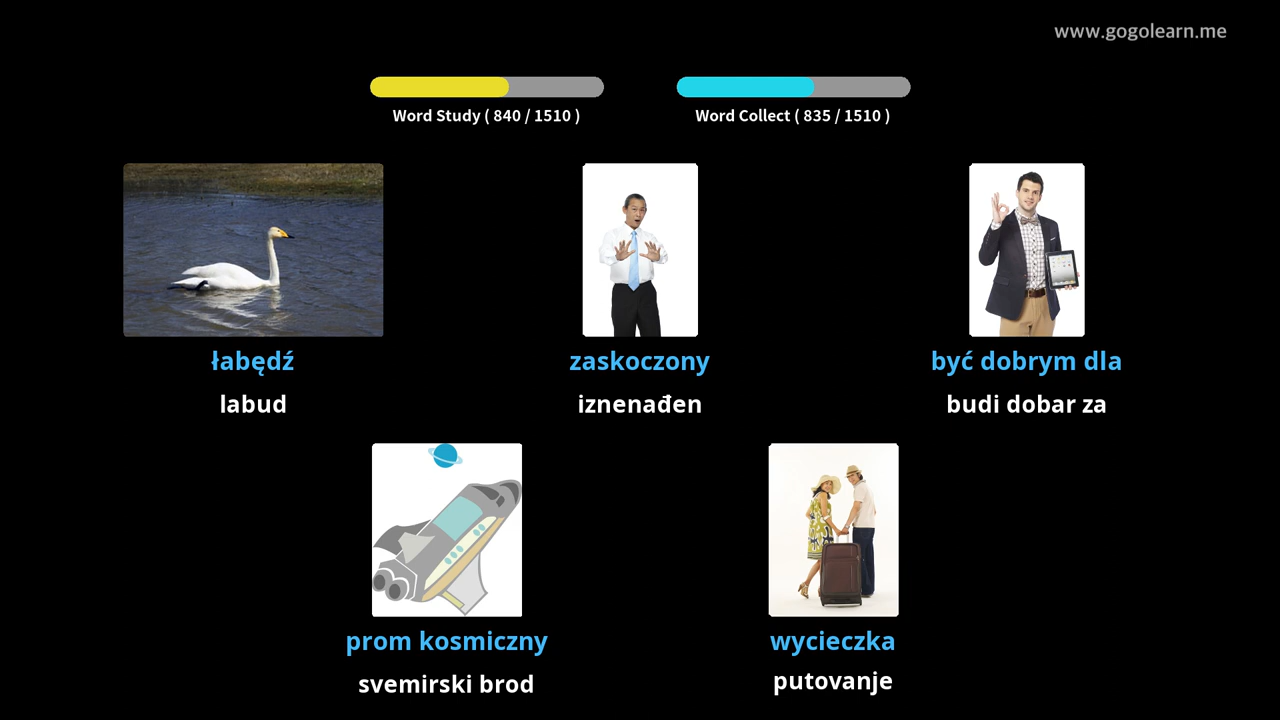 www.gogolearn.me
Word Study ( 840 / 1510 )
Word Collect ( 835 / 1510 )
łabędź
labud
zaskoczony
iznenađen
być dobrym dla
budi dobar za
prom kosmiczny
svemirski brod
wycieczka
putovanje